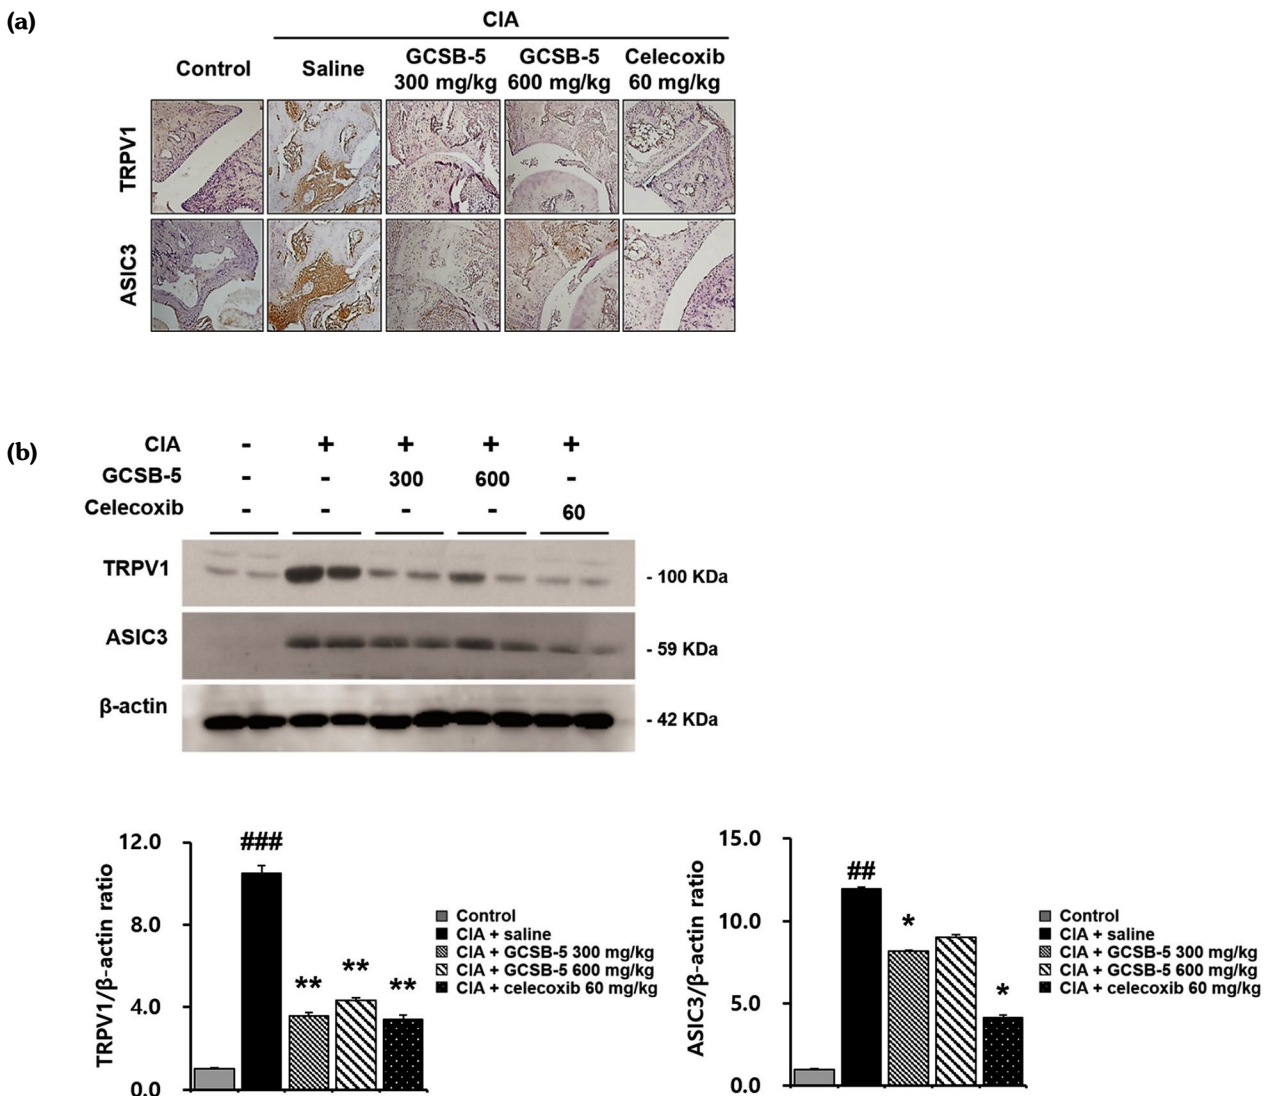 (a)
CIA
Control Saline GCSB-5 300 mg/kg GCSB-5 600 mg/kg Celecoxib 60 mg/kg
TRPV1
ASIC3
(b)
CIA - + + + +
GCSB-5 - - 300 600 -
Celecoxib - - - - 60
TRPV1 - 100 KDa
ASIC3 - 59 KDa
β-actin - 42 KDa
TRPV1/β-actin ratio
12.0
8.0
4.0
0.0
###
**
**
**
Control
CIA + saline
CIA + GCSB-5 300 mg/kg
CIA + GCSB-5 600 mg/kg
CIA + celecoxib 60 mg/kg
ASIC3/β-actin ratio
15.0
10.0
5.0
0.0
##
*
*
Control
CIA + saline
CIA + GCSB-5 300 mg/kg
CIA + GCSB-5 600 mg/kg
CIA + celecoxib 60 mg/kg